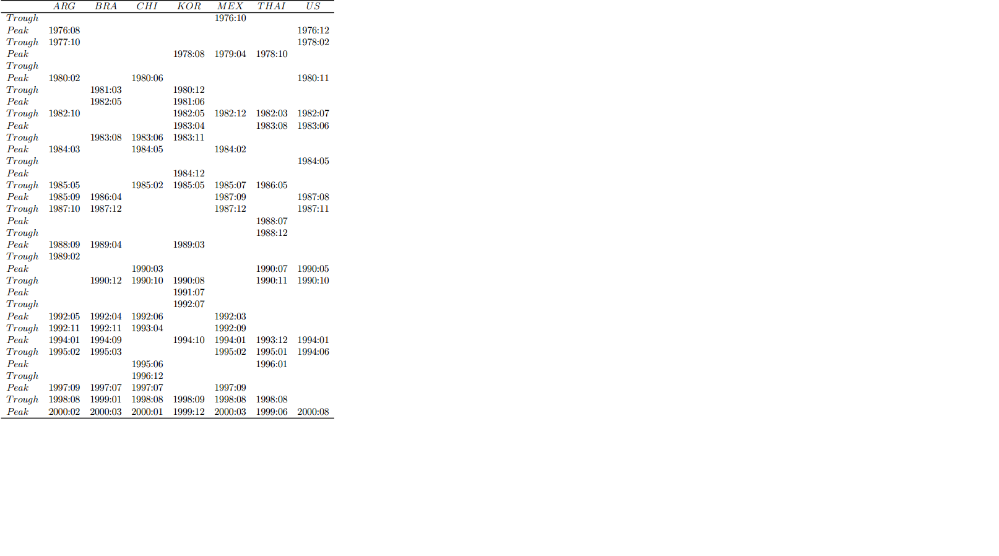 ARG BRA CHI KOR MEX THAI US
Trough 1976:10
Peak 1976:08 1976:12
Trough 1977:10 1978:02
Peak 1978:08 1979:04 1978:10
Trough
Peak 1980:02 1980:06 1980:11
Trough 1981:03 1980:12
Peak 1982:05 1981:06
Trough 1982:10 1982:05 1982:12 1982:03 1982:07
Peak 1983:04 1983:08 1983:06
Trough 1983:08 1983:06 1983:11
Peak 1984:03 1984:05 1984:02
Trough 1984:05
Peak 1984:12
Trough 1985:05 1985:02 1985:05 1985:07 1986:05
Peak 1985:09 1986:04 1987:09 1987:08
Trough 1987:10 1987:12 1987:12 1987:11
Peak 1988:07
Trough 1988:12
Peak 1988:09 1989:04 1989:03
Trough 1989:02
Peak 1990:03 1990:07 1990:05
Trough 1990:12 1990:10 1990:08 1990:11 1990:10
Peak 1991:07
Trough 1992:07
Peak 1992:05 1992:04 1992:06 1992:03
Trough 1992:11 1992:11 1993:04 1992:09
Peak 1994:01 1994:09 1994:10 1994:01 1993:12 1994:01
Trough 1995:02 1995:03 1995:02 1995:01 1994:06
Peak 1995:06 1996:01
Trough 1996:12
Peak 1997:09 1997:07 1997:07 1997:09
Trough 1998:08 1999:01 1998:08 1998:09 1998:08 1998:08
Peak 2000:02 2000:03 2000:01 1999:12 2000:03 1999:06 2000:08